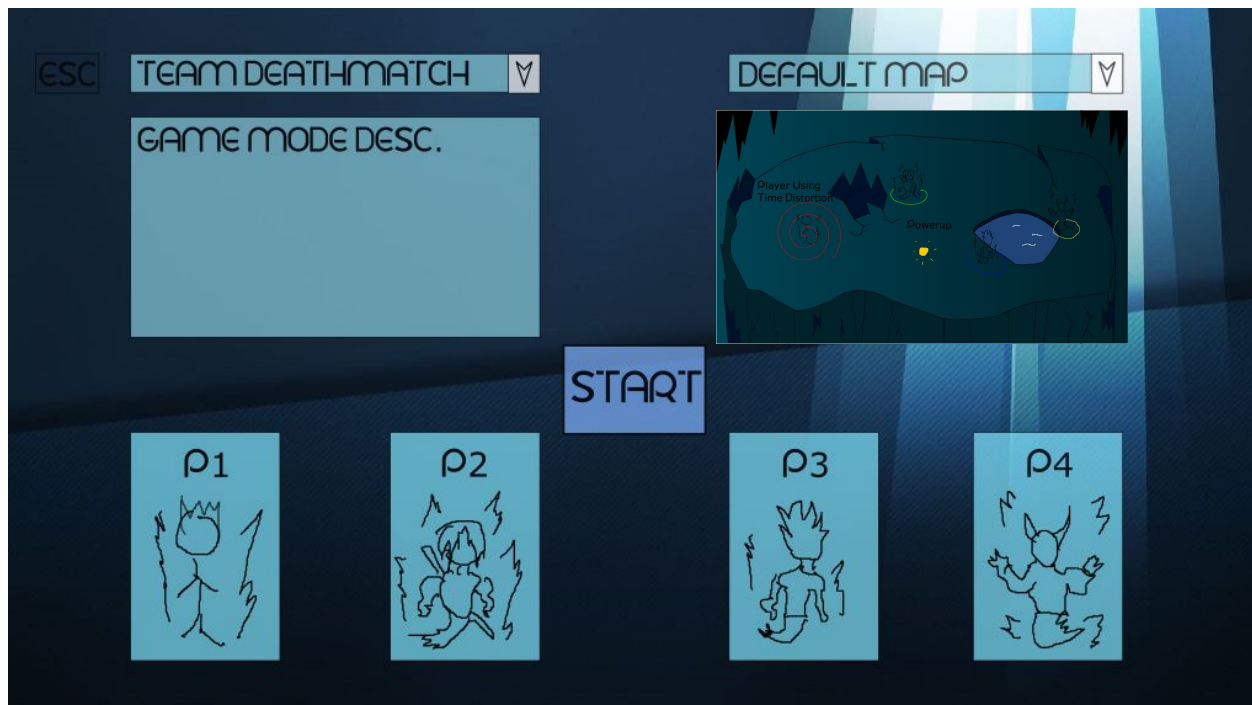 ESC
TEAM DEATHMATCH
DEFAULT MAP
GAME MODE DESC.
Player Using
Time Distortion
Powerup
START
P1
P2
P3
P4